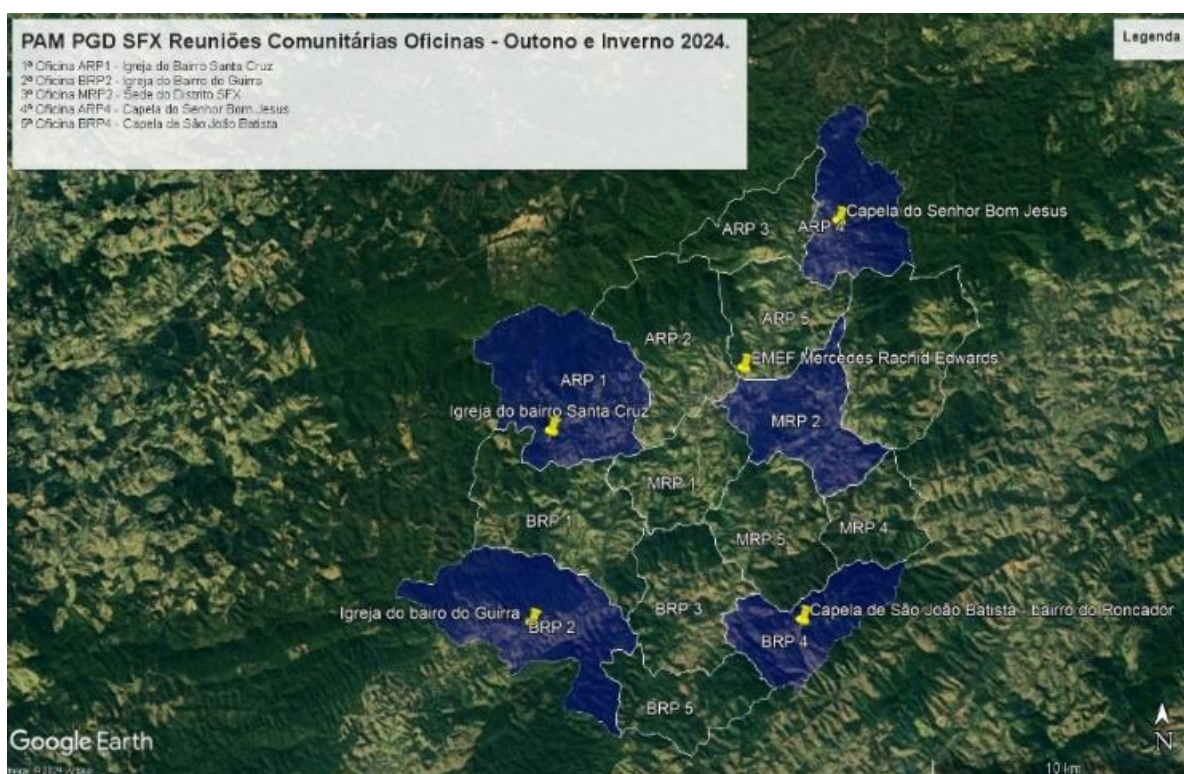 PAM PGD SFX Reuniões Comunitárias Oficinas - Outono e Inverno 2024.
Legenda
1ª Oficina ARP1 - Igreja do Bairro Santa Cruz
2ª Oficina BRP2 - Igreja do Bairro do Guirra
3ª Oficina MRP2 - Sede do Distrito SFX
4ª Oficina ARP4 - Capela do Senhor Bom Jesus
5ª Oficina BRP4 - Capela de São João Batista
Capela do Senhor Bom Jesus
ARP 3
ARP 4
ARP 5
ARP 2
EMEF Mercedes Rachid Edwards
ARP 1
Igreja do bairro Santa Cruz
MRP 2
MRP 1
BRP 1
MRP 4
MRP 5
Igreja do bairo do Guirra
BRP 3
Capela de São João Batista - bairro do Roncador
BRP 2
BRP 4
BRP 5
Google Earth
N
10 km